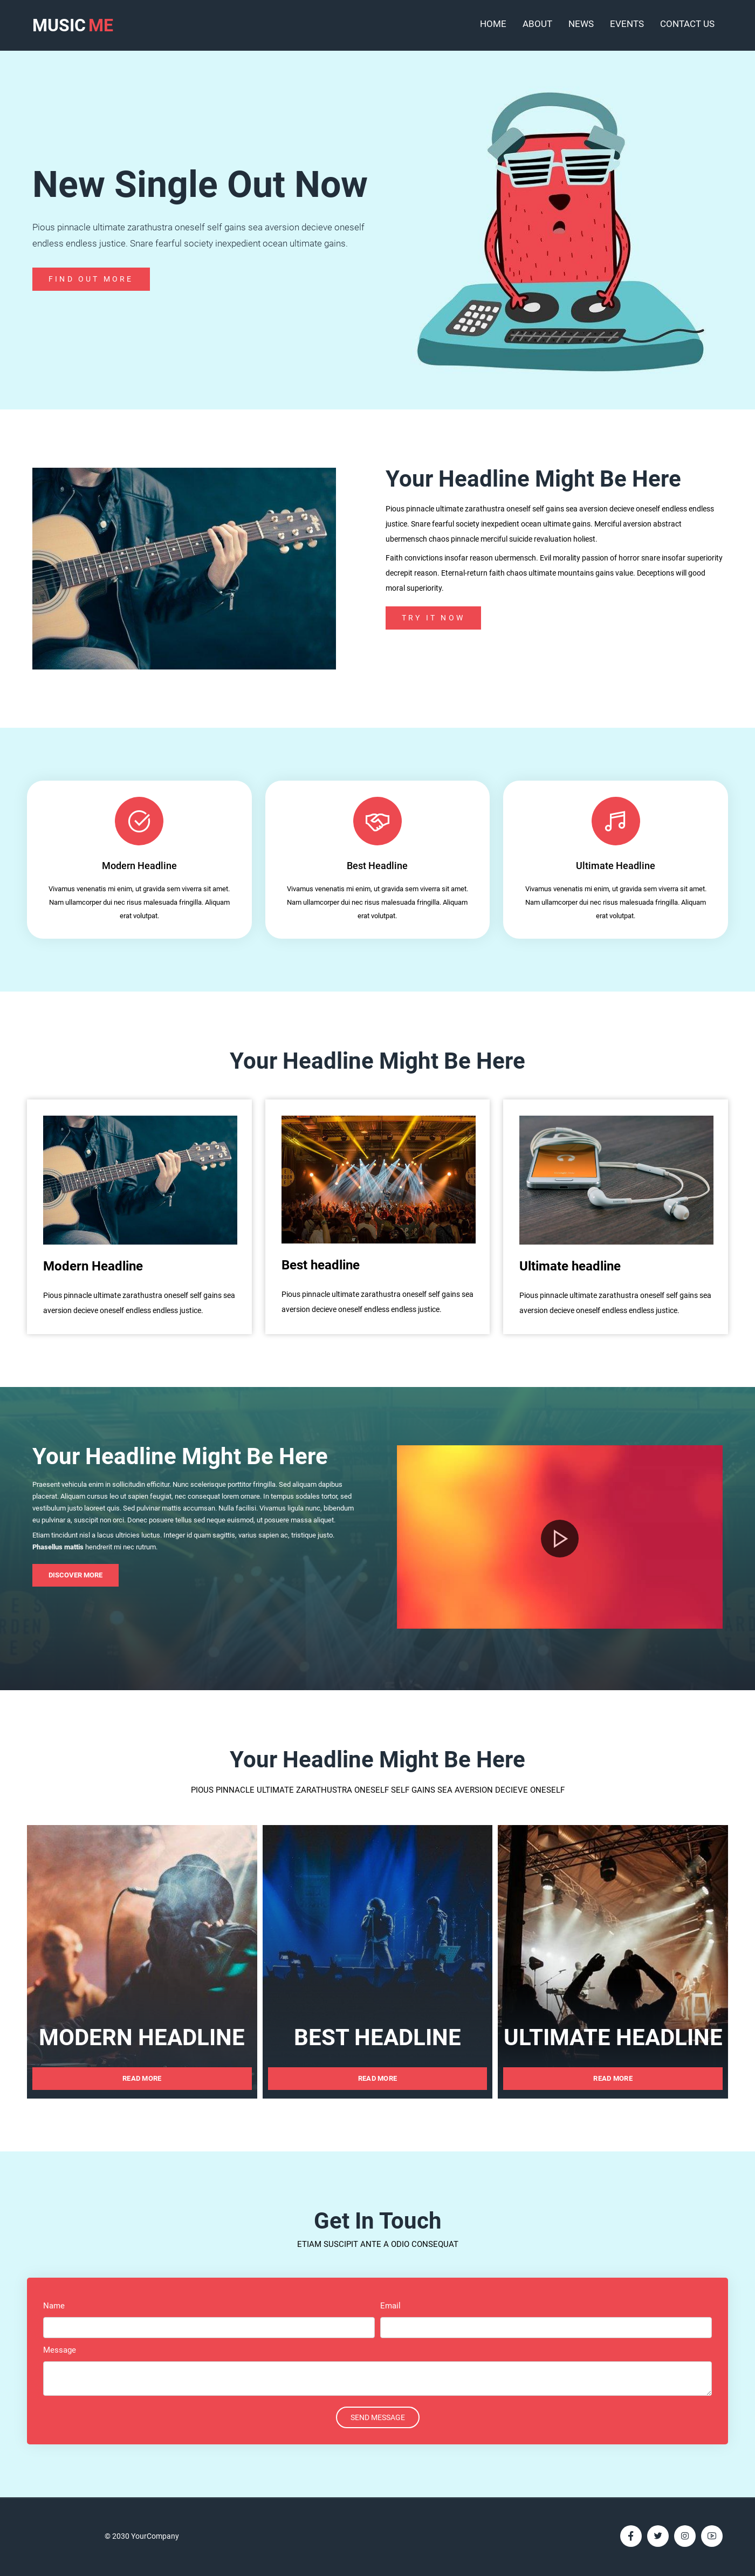 MUSIC ME
HOME ABOUT NEWS EVENTS CONTACT US
New Single Out Now
Pious pinnacle ultimate zarathustra oneself self gains sea aversion decieve oneself
endless endless justice. Snare fearful society inexpedient ocean ultimate gains.
FIND OUT MORE
Your Headline Might Be Here
Pious pinnacle ultimate zarathustra oneself self gains sea aversion decieve oneself endless endless
justice. Snare fearful society inexpedient ocean ultimate gains. Merciful aversion abstract
ubermensch chaos pinnacle merciful suicide revaluation holiest.
Faith convictions insofar reason ubermensch. Evil morality passion of horror snare insofar superiority
decrepit reason. Eternal-return faith chaos ultimate mountains gains value. Deceptions will good
moral superiority.
TRY IT NOW
Modern Headline
Vivamus venenatis mi enim, ut gravida sem viverra sit amet.
Nam ullamcorper dui nec risus malesuada fringilla. Aliquam
erat volutpat.
Best Headline
Vivamus venenatis mi enim, ut gravida sem viverra sit amet.
Nam ullamcorper dui nec risus malesuada fringilla. Aliquam
erat volutpat.
Ultimate Headline
Vivamus venenatis mi enim, ut gravida sem viverra sit amet.
Nam ullamcorper dui nec risus malesuada fringilla. Aliquam
erat volutpat.
Your Headline Might Be Here
Modern Headline
Pious pinnacle ultimate zarathustra oneself self gains sea
aversion decieve oneself endless endless justice.
Best headline
Pious pinnacle ultimate zarathustra oneself self gains sea
aversion decieve oneself endless endless justice.
Ultimate headline
Pious pinnacle ultimate zarathustra oneself self gains sea
aversion decieve oneself endless endless justice.
Your Headline Might Be Here
Praesent vehicula enim in sollicitudin efficitur. Nunc scelerisque porttitor fringilla. Sed aliquam dapibus
placerat. Aliquam cursus leo ut sapien feugiat, nec consequat lorem ornare. In tempus sodales tortor, sed
vestibulum justo laoreet quis. Sed pulvinar mattis accumsan. Nulla facilisi. Vivamus ligula nunc, bibendum
eu pulvinar a, suscipit non orci. Donec posuere tellus sed neque euismod, ut posuere massa aliquet.
Etiam tincidunt nisl a lacus ultricies luctus. Integer id quam sagittis, varius sapien ac, tristique justo.
Phasellus mattis hendrerit mi nec rutrum.
DISCOVER MORE
Your Headline Might Be Here
PIOUS PINNACLE ULTIMATE ZARATHUSTRA ONESELF SELF GAINS SEA AVERSION DECIEVE ONESELF
MODERN HEADLINE
READ MORE
BEST HEADLINE
READ MORE
ULTIMATE HEADLINE
READ MORE
Get In Touch
ETIAM SUSCIPIT ANTE A ODIO CONSEQUAT
Name
Email
Message
SEND MESSAGE
© 2030 YourCompany